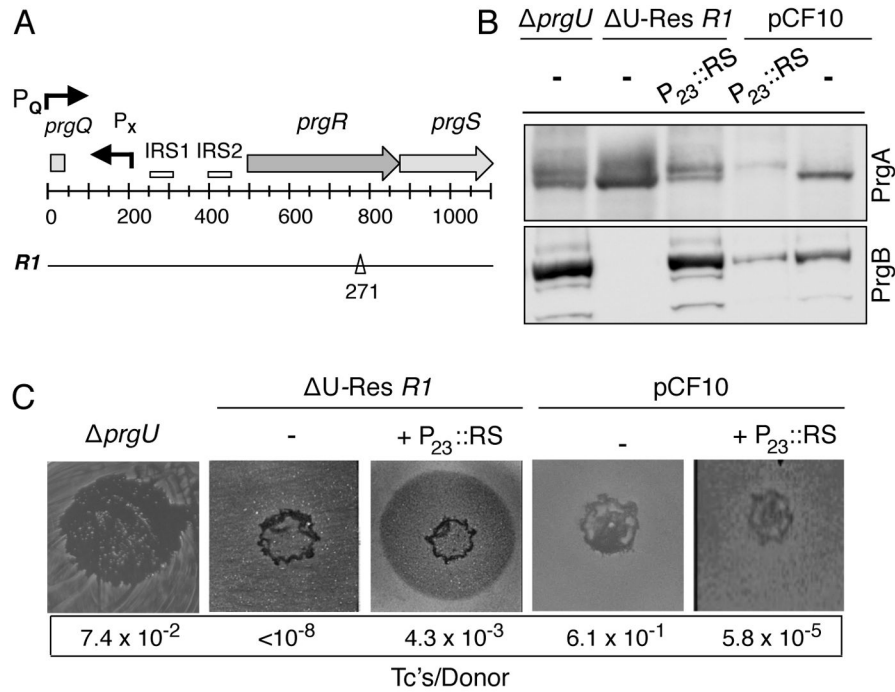 A
P_Q
prgQ
P_X
IRS1
IRS2
prgR
prgS
0
200
400
600
800
1000
R1
271
B
ΔprgU
ΔU-Res R1
pCF10
-
-
P23::RS
P23::RS
-
PrgA
PrgB
C
ΔprgU
ΔU-Res R1
pCF10
-
+ P23::RS
-
+ P23::RS
7.4 x 10-2
<10-8
4.3 x 10-3
6.1 x 10-1
5.8 x 10-5
Tc's/Donor